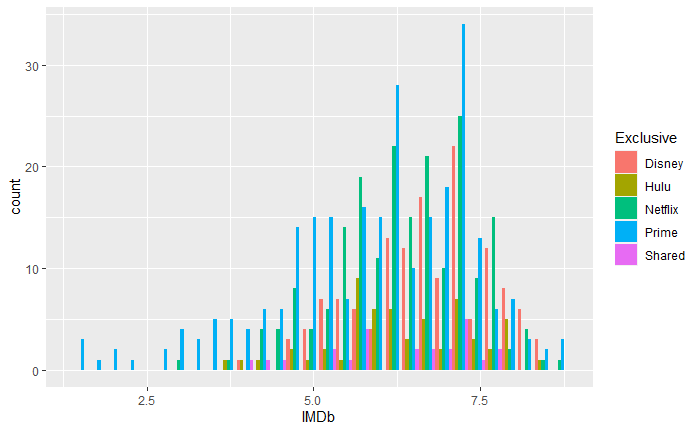 30
20
10
0
count
2.5
5.0
7.5
IMDb
Exclusive
Disney
Hulu
Netflix
Prime
Shared